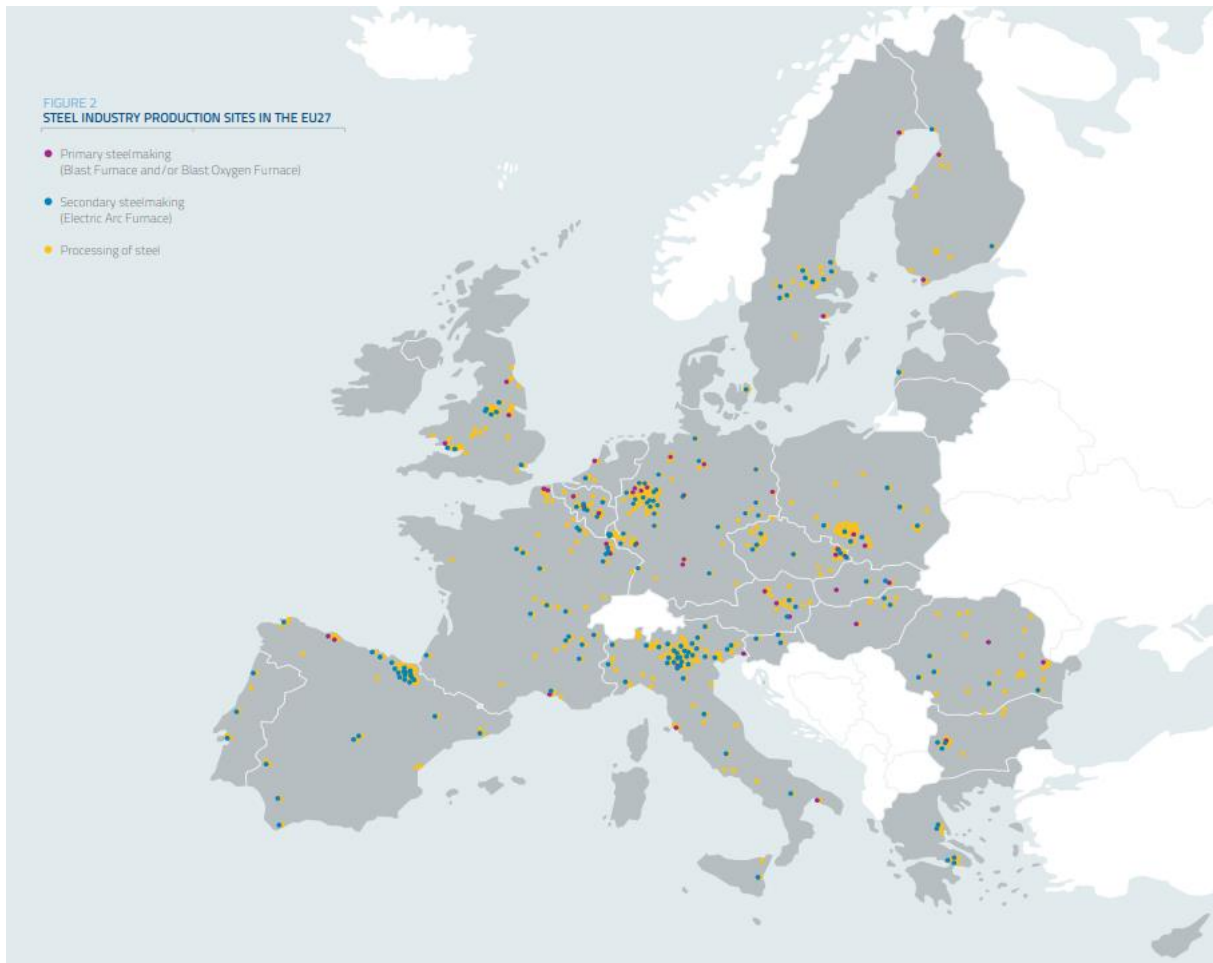 FIGURE 2
STEEL INDUSTRY PRODUCTION SITES IN THE EU27
Primary steelmaking
(Blast Furnace and/or Blast Oxygen Furnace)
Secondary steelmaking
(Electric Arc Furnace)
Processing of steel